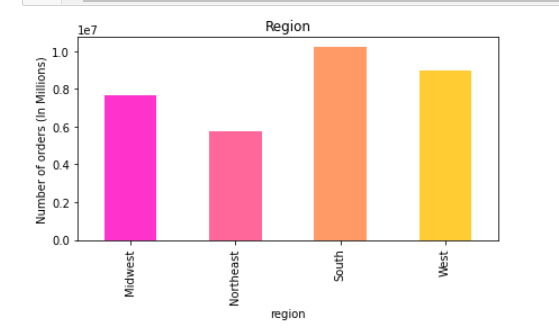 Region
1e7
Number of orders (In Millions)
1.0
0.8
0.6
0.4
0.2
0.0
Midwest
Northeast
South
West
region